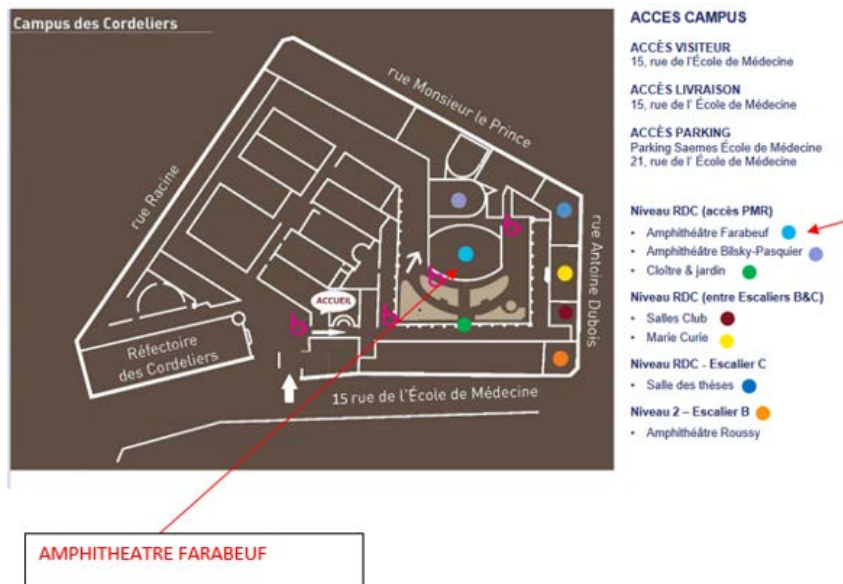 Campus des Cordeliers
rue Monsieur le Prince
rue Racine
rue Antoine Dubois
ACCUEIL
Réfectoire
des Cordeliers
15 rue de l'École de Médecine
ACCES CAMPUS
ACCÈS VISITEUR
15, rue de l'École de Médecine
ACCÈS LIVRAISON
15, rue de l' École de Médecine
ACCÈS PARKING
Parking Saemes École de Médecine
21, rue de l' École de Médecine
Niveau RDC (accès PMR)
• Amphithéâtre Farabeuf
• Amphithéâtre Bilsky-Pasquier
• Cloître & jardin
Niveau RDC (entre Escaliers B&C)
• Salles Club
• Marie Curie
Niveau RDC - Escalier C
• Salle des thèses
Niveau 2 – Escalier B
• Amphithéâtre Roussy
AMPHITHEATRE FARABEUF